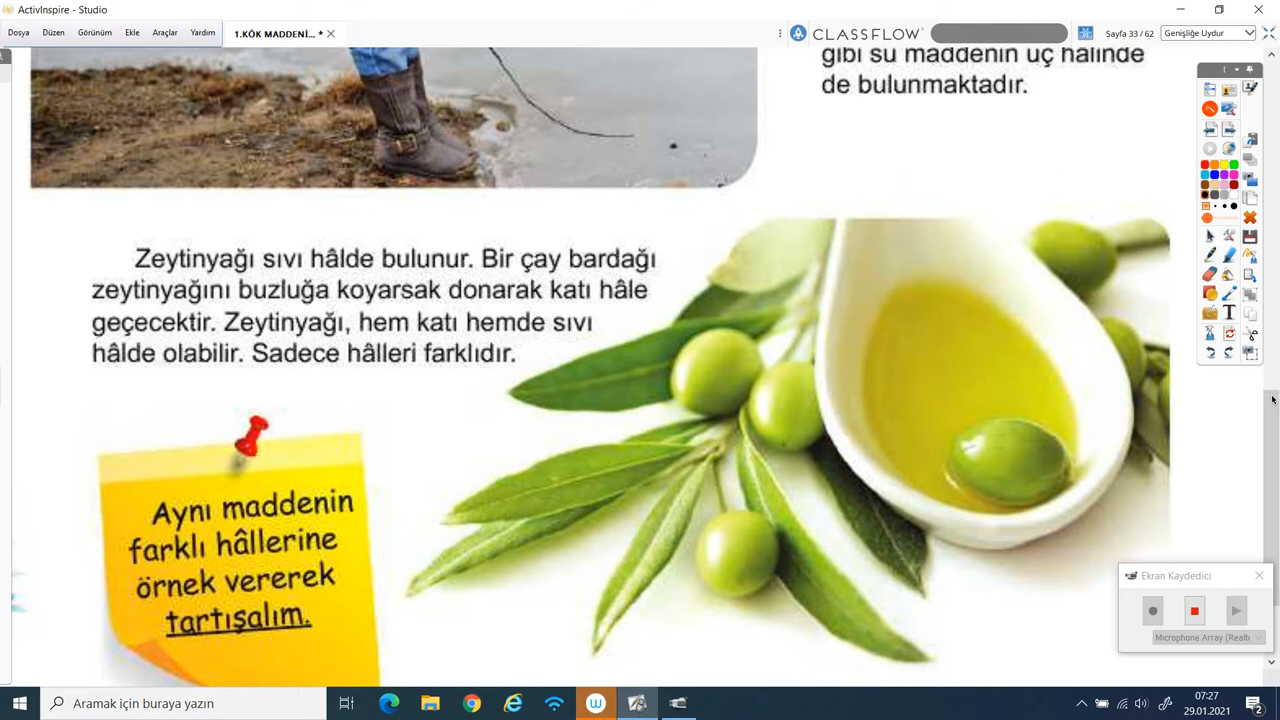 ActivInspire - Studio
Dosya Düzen Görünüm Ekle Araçlar Yardım
1.KÖK MADDENİ... *
CLASSFLOW
Sayfa 33 / 62
Genişliğe Uydur
gibi su maddenin üç hâlinde
de bulunmaktadır.
Zeytinyağı sıvı hâlde bulunur. Bir çay bardağı
zeytinyağını buzluğa koyarsak donarak katı hâle
geçecektir. Zeytinyağı, hem katı hemde sıvı
hâlde olabilir. Sadece hâlleri farklıdır.
Aynı maddenin
farklı hâllerine
örnek vererek
tartışalım.
Ekran Kaydedici
Microphone Array (Realt
Aramak için buraya yazın
07:27
29.01.2021
2